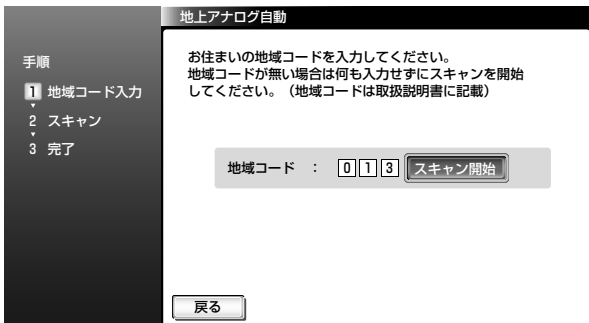 地上アナログ自動
手順
1 地域コード入力
2 スキャン
3 完了
お住まいの地域コードを入力してください。
地域コードが無い場合は何も入力せずにスキャンを開始
してください。（地域コードは取扱説明書に記載）
地域コード ： 0 1 3 スキャン開始
戻る